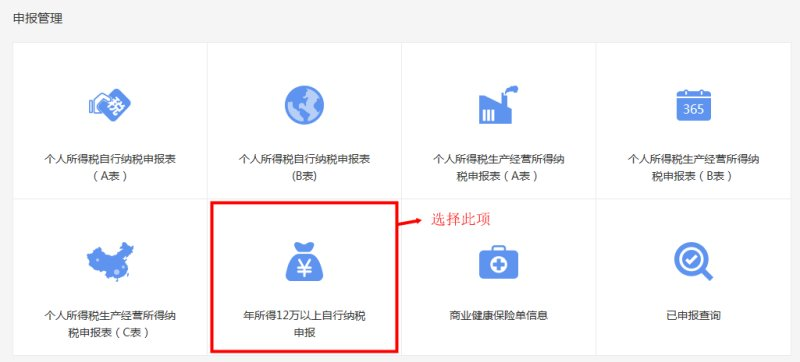 申报管理
税
365
个人所得税自行纳税申报表
（A表）
个人所得税自行纳税申报表
(B表)
个人所得税生产经营所得纳
税申报表（A表）
个人所得税生产经营所得纳
税申报表（B表）
选择此项
¥
个人所得税生产经营所得纳
税申报表（C表）
年所得12万以上自行纳税
申报
商业健康保险单信息
已申报查询